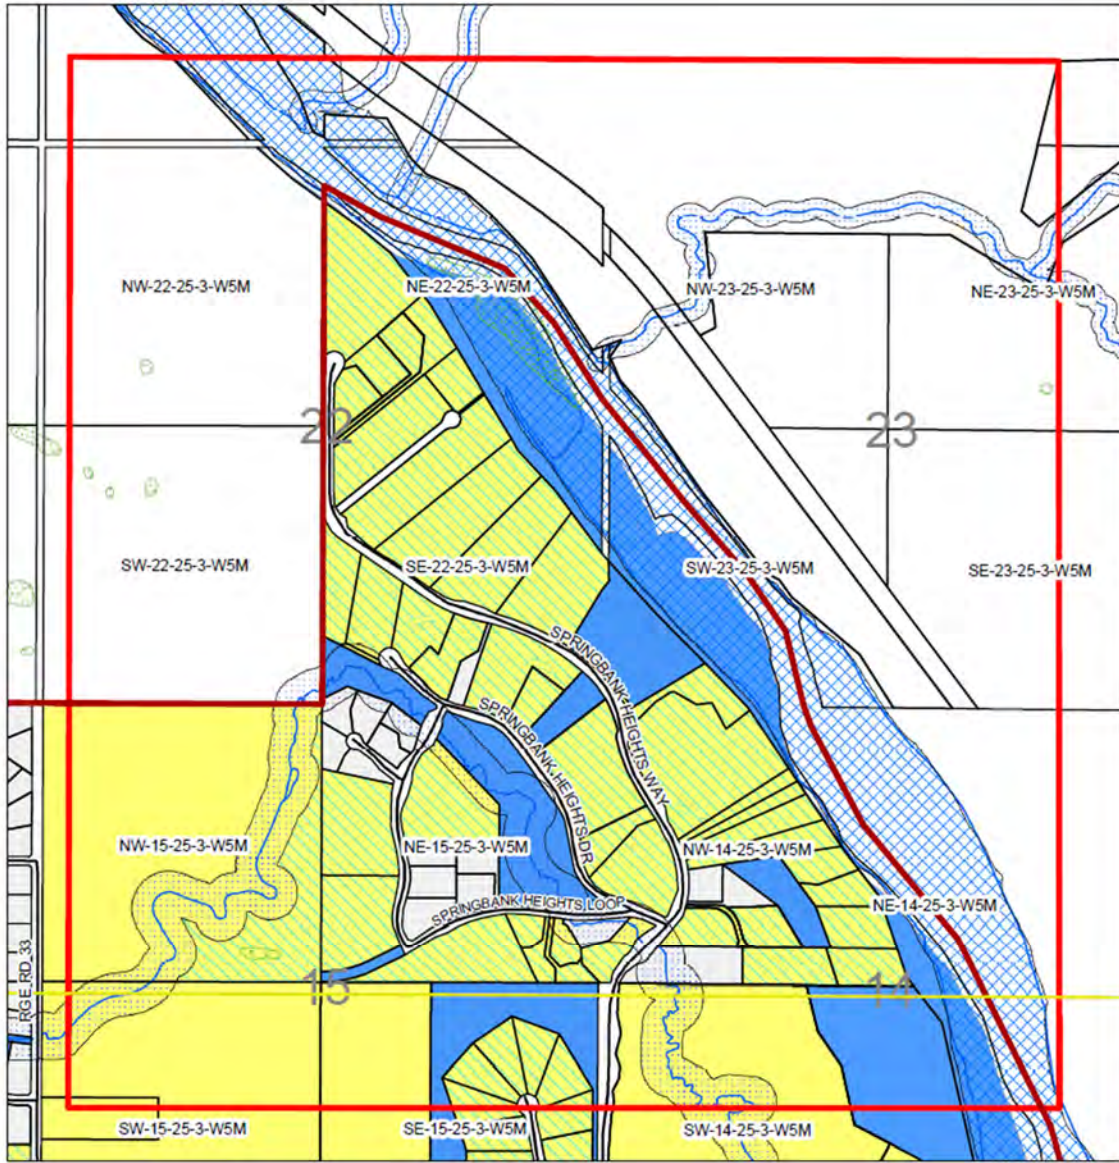 NW-22-25-3-W5M
NE-22-25-3-W5M
NW-23-25-3-W5M
NE-23-25-3-W5M
22
23
SW-22-25-3-W5M
SE-22-25-3-W5M
SW-23-25-3-W5M
SE-23-25-3-W5M
SPRINGBANK HEIGHTS WAY
SPRINGBANK HEIGHTS DR
NW-15-25-3-W5M
NE-15-25-3-W5M
NW-14-25-3-W5M
NE-14-25-3-W5M
SPRINGBANK HEIGHTS LOOP
RGE RD 33
15
14
SW-15-25-3-W5M
SE-15-25-3-W5M
SW-14-25-3-W5M